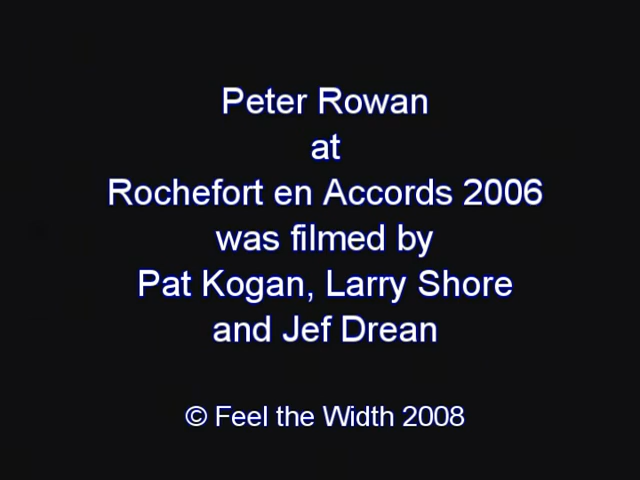 Peter Rowan
at
Rochefort en Accords 2006
was filmed by
Pat Kogan, Larry Shore
and Jef Drean
© Feel the Width 2008